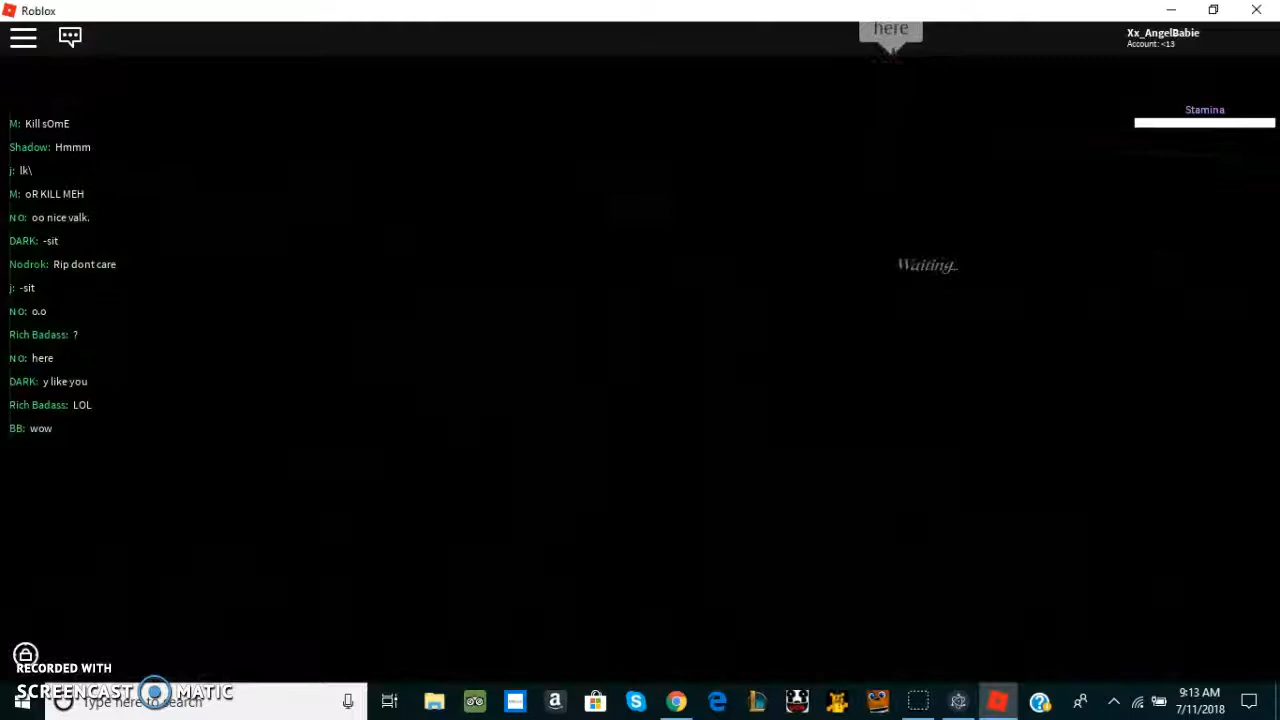 Roblox
here
Xx_AngelBabie
Account: <13
Stamina
M: Kill sOmE
Shadow: Hmmm
j: lk\
M: oR KILL MEH
NO: oo nice valk.
DARK: -sit
Nodrok: Rip dont care
j: -sit
NO: o.o
Rich Badass: ?
NO: here
DARK: y like you
Rich Badass: LOL
BB: wow
Waiting..
RECORDED WITH
SCREENCAST MATIC
Type here to search
9:13 AM
7/11/2018